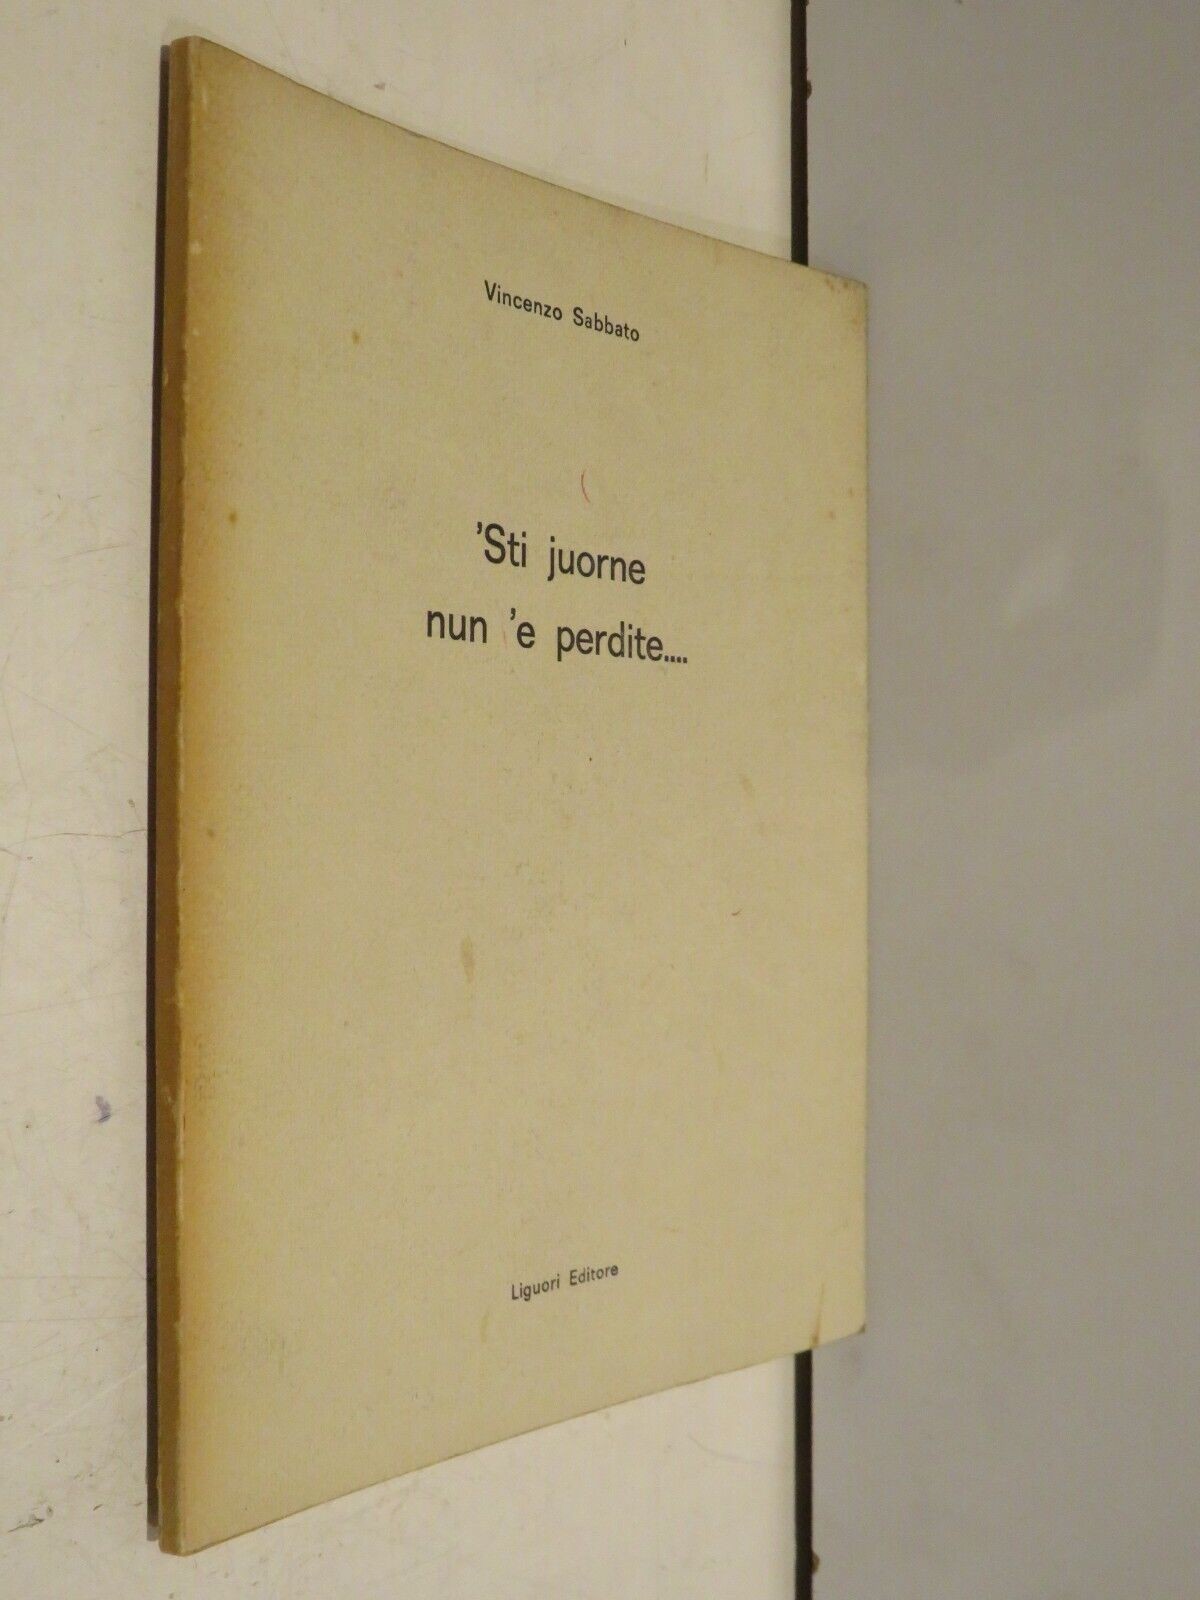 Vincenzo Sabbato
'Sti juorne
nun 'e perdite....
Liguori Editore